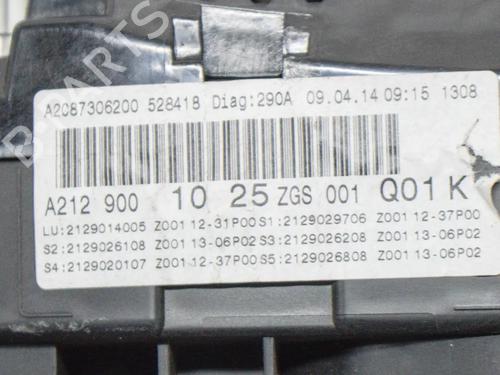 A2087306200 528418 Diag:290A 09.04.14 09:15 1308
A212 900 10 25 ZGS 001 Q01 K
LU:2129014005 Z001 12-31P00 S1:2129029706 Z001 12-37P00
S2:2129026108 Z001 13-06P02 S3:2129026208 Z001 13-06P02
S4:2129020107 Z001 12-37P00 S5:2129026808 Z001 13-06P02